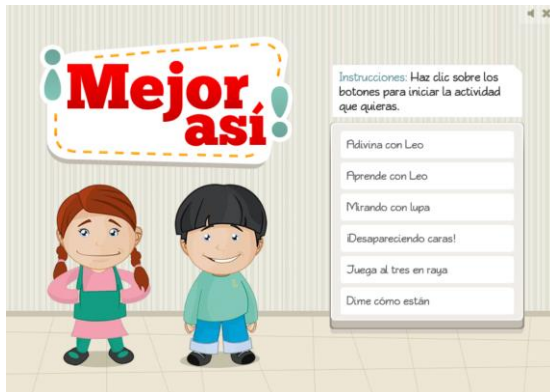 ¡Mejor
así!
Instrucciones: Haz clic sobre los
botones para iniciar la actividad
que quieras.
Adivina con Leo
Aprende con Leo
Mirando con lupa
¡Desapareciendo caras!
Juega al tres en raya
Dime cómo están